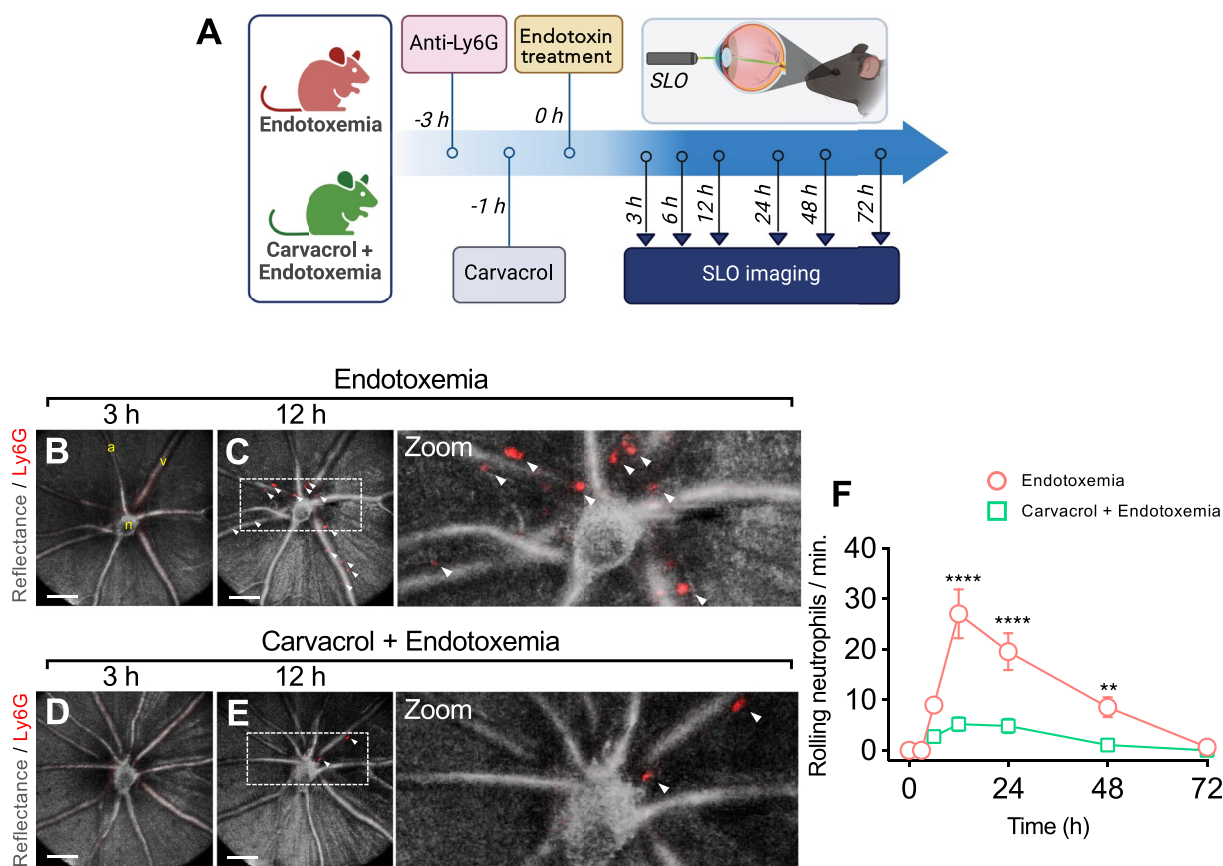 A
Endotoxemia
Carvacrol +
Endotoxemia
Anti-Ly6G
Endotoxin
treatment
-3 h
0 h
-1 h
Carvacrol
SLO
3 h
6 h
12 h
24 h
48 h
72 h
SLO imaging
Endotoxemia
3 h
12 h
Reflectance / Ly6G
B
a
v
n
C
Zoom
Carvacrol + Endotoxemia
3 h
12 h
Reflectance / Ly6G
D
E
Zoom
F
Endotoxemia
Carvacrol + Endotoxemia
Rolling neutrophils / min.
40
30
20
10
0
****
****
**
0
24
48
72
Time (h)